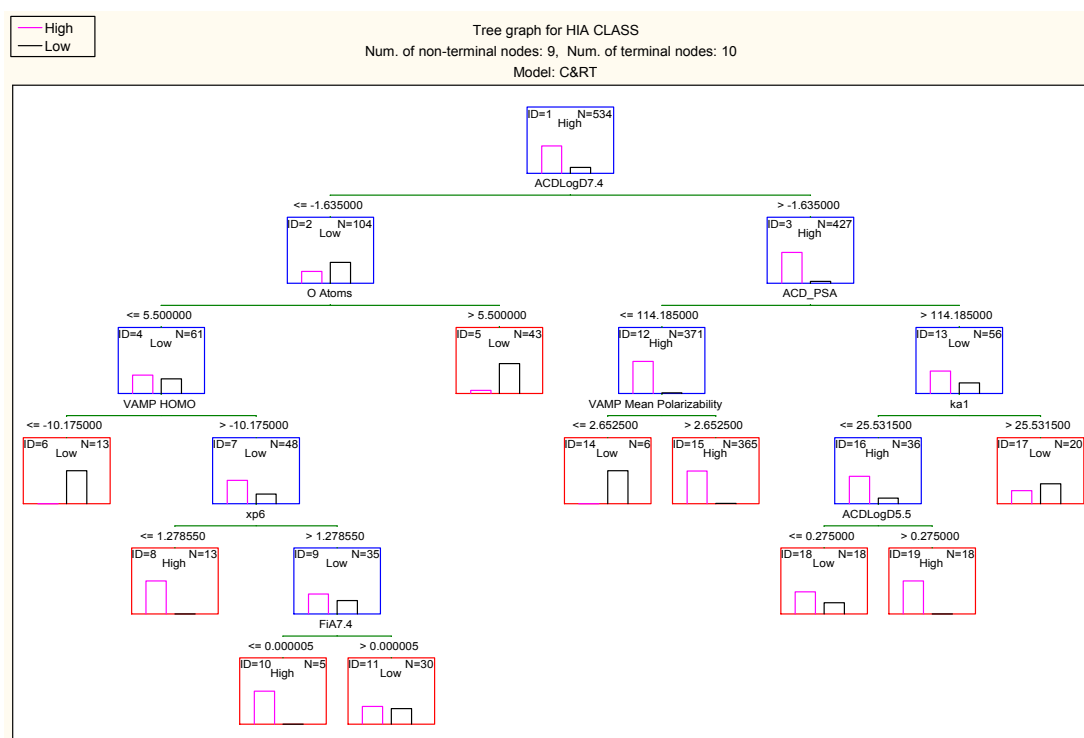 High
Low
Tree graph for HIA CLASS
Num. of non-terminal nodes: 9, Num. of terminal nodes: 10
Model: C&RT
ID=1 N=534
High
ACDLogD7.4
<= -1.635000 > -1.635000
ID=2 N=104 ID=3 N=427
Low High
O Atoms ACD_PSA
<= 5.500000 > 5.500000 <= 114.185000 > 114.185000
ID=4 N=61 ID=5 N=43 ID=12 N=371 ID=13 N=56
Low Low High Low
VAMP HOMO VAMP Mean Polarizability ka1
<= -10.175000 > -10.175000 <= 2.652500 > 2.652500 <= 25.531500 > 25.531500
ID=6 N=13 ID=7 N=48 ID=14 N=6 ID=15 N=365 ID=16 N=36 ID=17 N=20
Low Low Low High High Low
xp6 ACDLogD5.5
<= 1.278550 > 1.278550 <= 0.275000 > 0.275000
ID=8 N=13 ID=9 N=35 ID=18 N=18 ID=19 N=18
High Low Low High
FiA7.4
<= 0.000005 > 0.000005
ID=10 N=5 ID=11 N=30
High Low